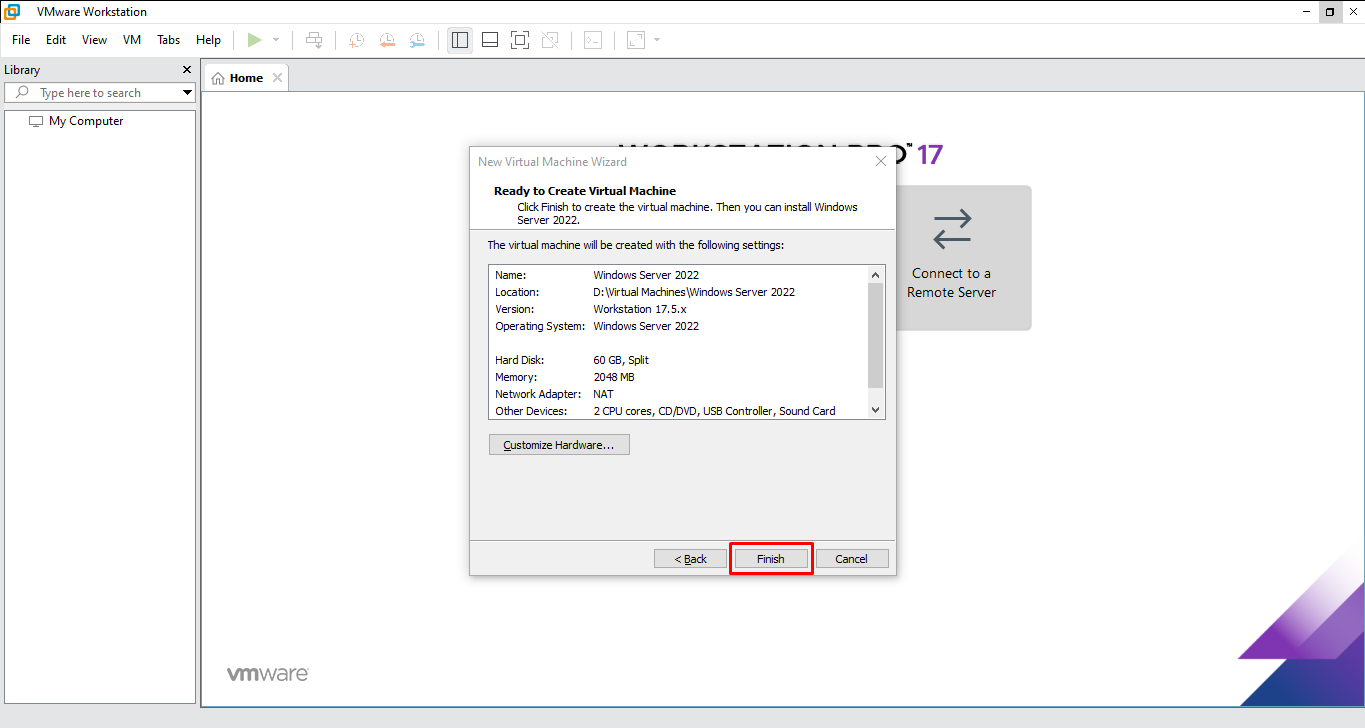 VMware Workstation
File Edit View VM Tabs Help
Library
Type here to search
My Computer
Home
17
New Virtual Machine Wizard
Ready to Create Virtual Machine
Click Finish to create the virtual machine. Then you can install Windows
Server 2022.
The virtual machine will be created with the following settings:
Name: Windows Server 2022
Location: D:\Virtual Machines\Windows Server 2022
Version: Workstation 17.5.x
Operating System: Windows Server 2022
Hard Disk: 60 GB, Split
Memory: 2048 MB
Network Adapter: NAT
Other Devices: 2 CPU cores, CD/DVD, USB Controller, Sound Card
Customize Hardware...
< Back Finish Cancel
Connect to a
Remote Server
vmware